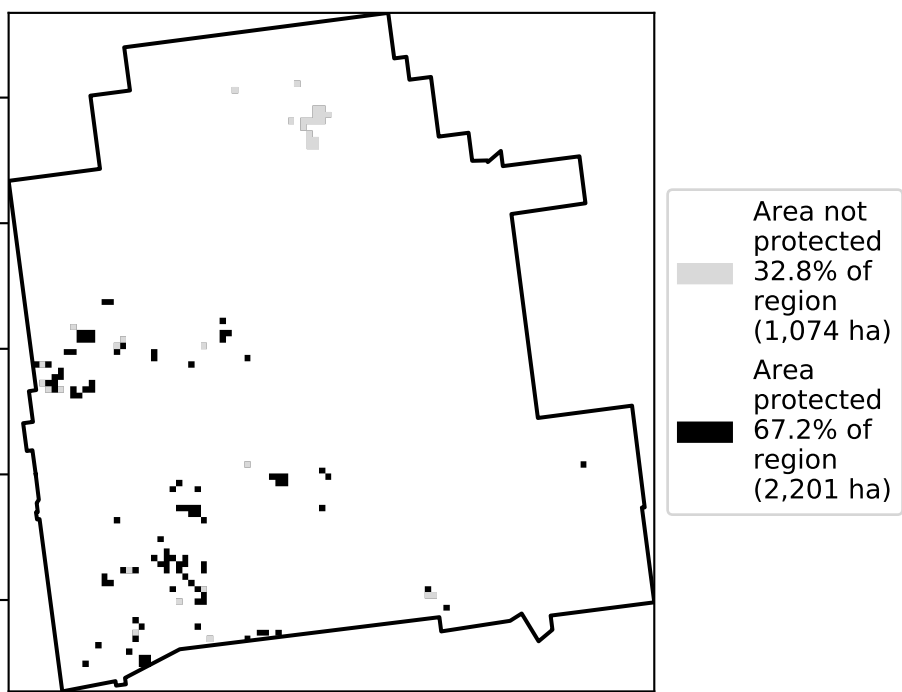 Area not
protected
32.8% of
region
(1,074 ha)
Area
protected
67.2% of
region
(2,201 ha)